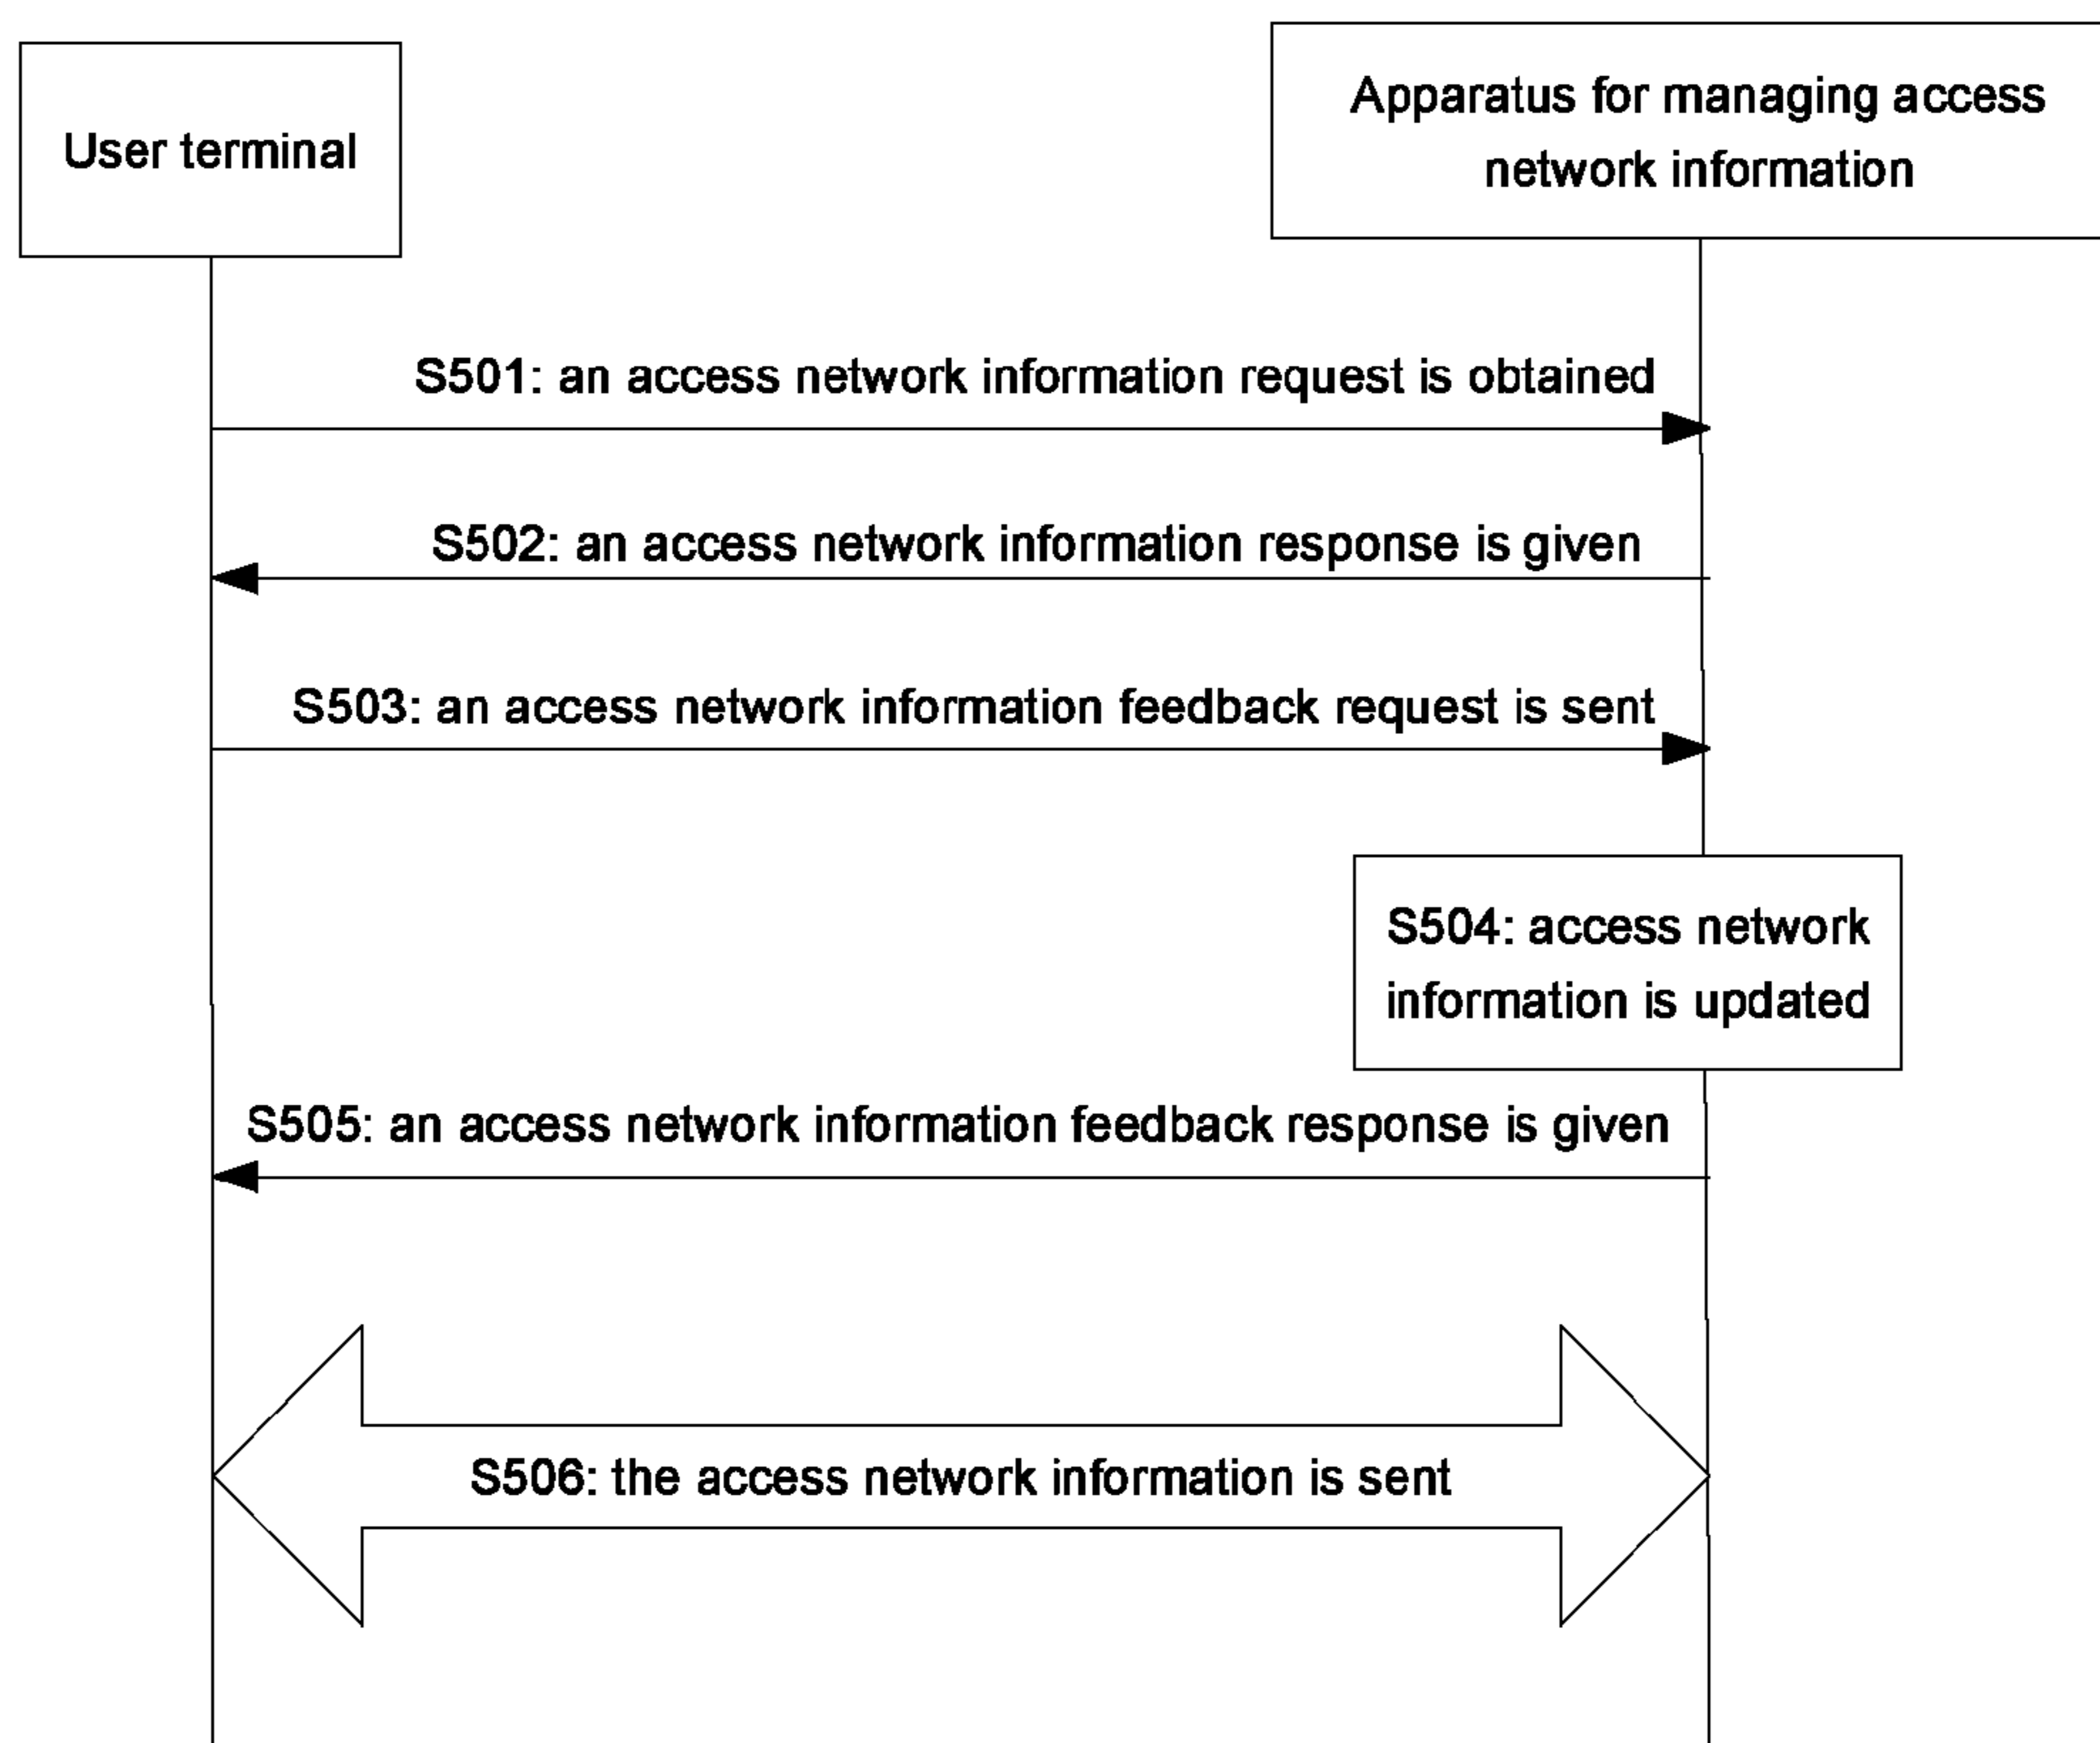 User terminal
Apparatus for managing access
network information
S501: an access network information request is obtained
S502: an access network information response is given
S503: an access network information feedback request is sent
S504: access network
information is updated
S505: an access network information feedback response is given
S506: the access network information is sent